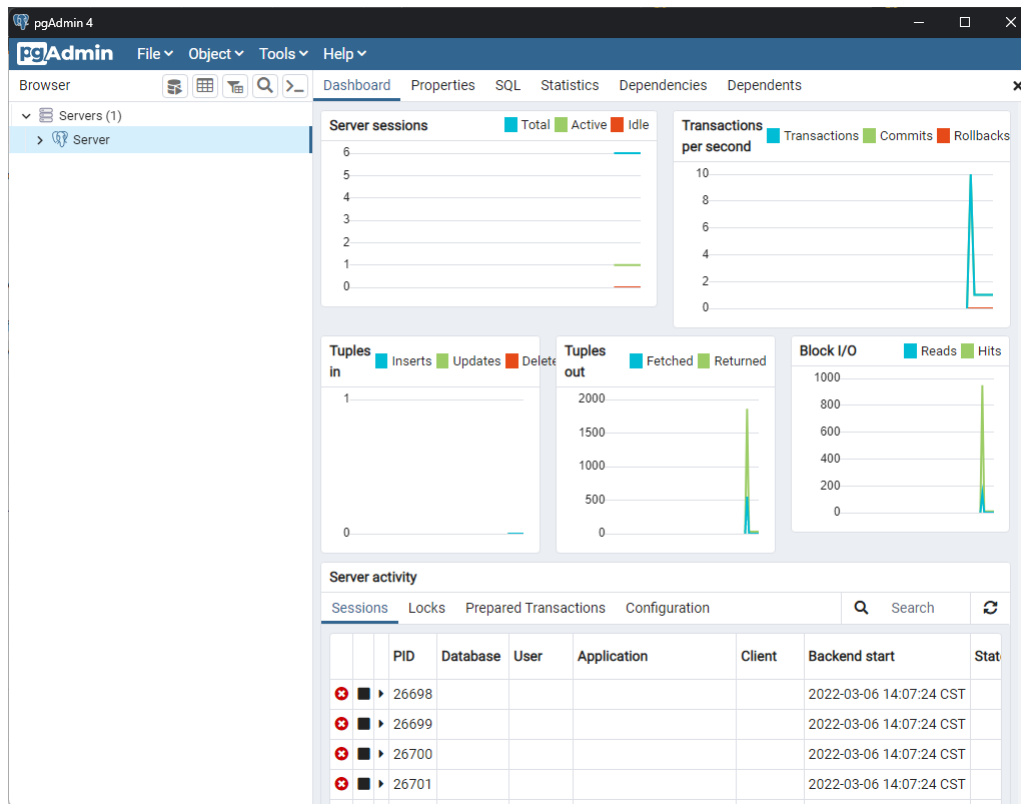 pgAdmin 4
pgAdmin File Object Tools Help
Browser
Dashboard Properties SQL Statistics Dependencies Dependents
Servers (1)
Server
Server sessions
Total Active Idle
6
5
4
3
2
1
0
Transactions per second
Transactions Commits Rollbacks
10
8
6
4
2
0
Tuples in
Inserts Updates Delete
1
0
Tuples out
Fetched Returned
2000
1500
1000
500
0
Block I/O
Reads Hits
1000
800
600
400
200
0
Server activity
Sessions Locks Prepared Transactions Configuration Search
PID Database User Application Client Backend start Stat
26698 2022-03-06 14:07:24 CST
26699 2022-03-06 14:07:24 CST
26700 2022-03-06 14:07:24 CST
26701 2022-03-06 14:07:24 CST